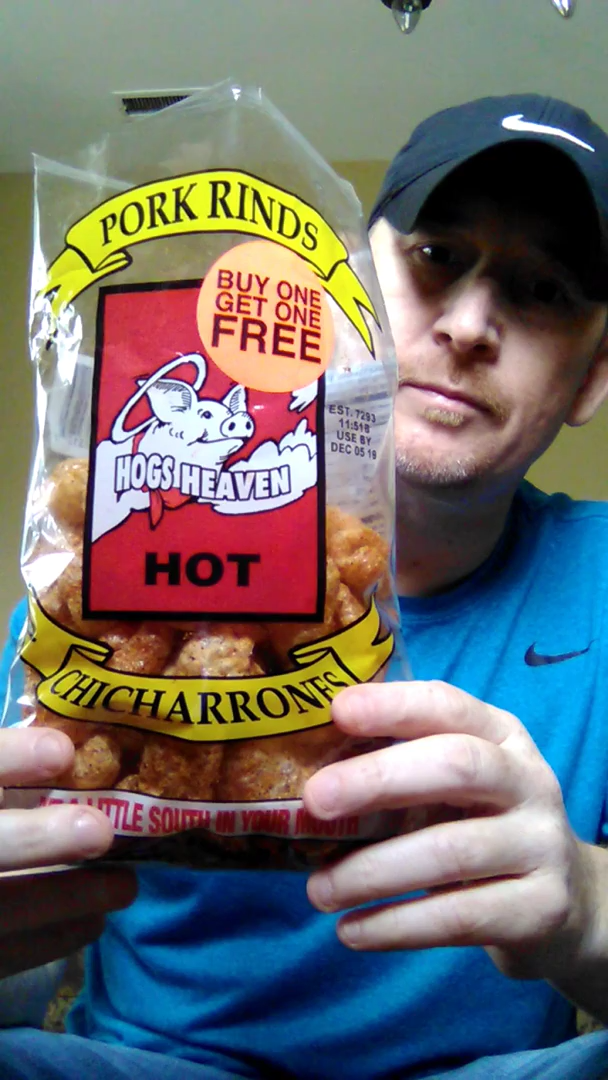 PORK RINDS
BUY ONE
GET ONE
FREE
EST. 7293
11:51B
USE BY
DEC 05 18
HOGS HEAVEN
HOT
CHICHARRONES
A LITTLE SOUTH IN YOUR MOUTH